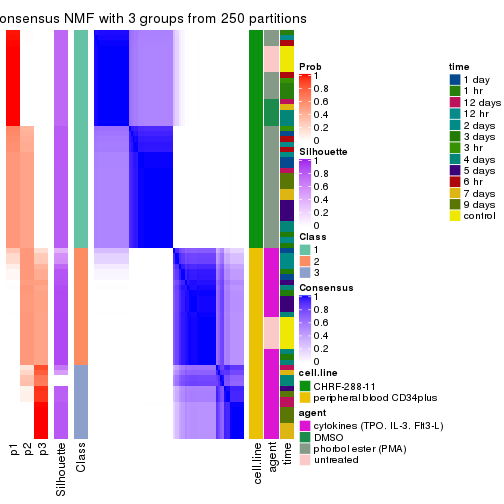 onsensus NMF with 3 groups from 250 partitions
Prob
1
0.8
0.6
0.4
0.2
0
Silhouette
1
0.8
0.6
0.4
0.2
0
Class
1
2
3
Consensus
1
0.8
0.6
0.4
0.2
0
cell.line
CHRF-288-11
peripheral blood CD34plus
agent
cytokines (TPO. IL-3. Flt3-L)
DMSO
phorbol ester (PMA)
untreated
time
1 day
1 hr
12 days
12 hr
2 days
3 days
3 hr
4 days
5 days
6 hr
7 days
9 days
control
p1
p2
p3
Silhouette
Class
cell.line
agent
time